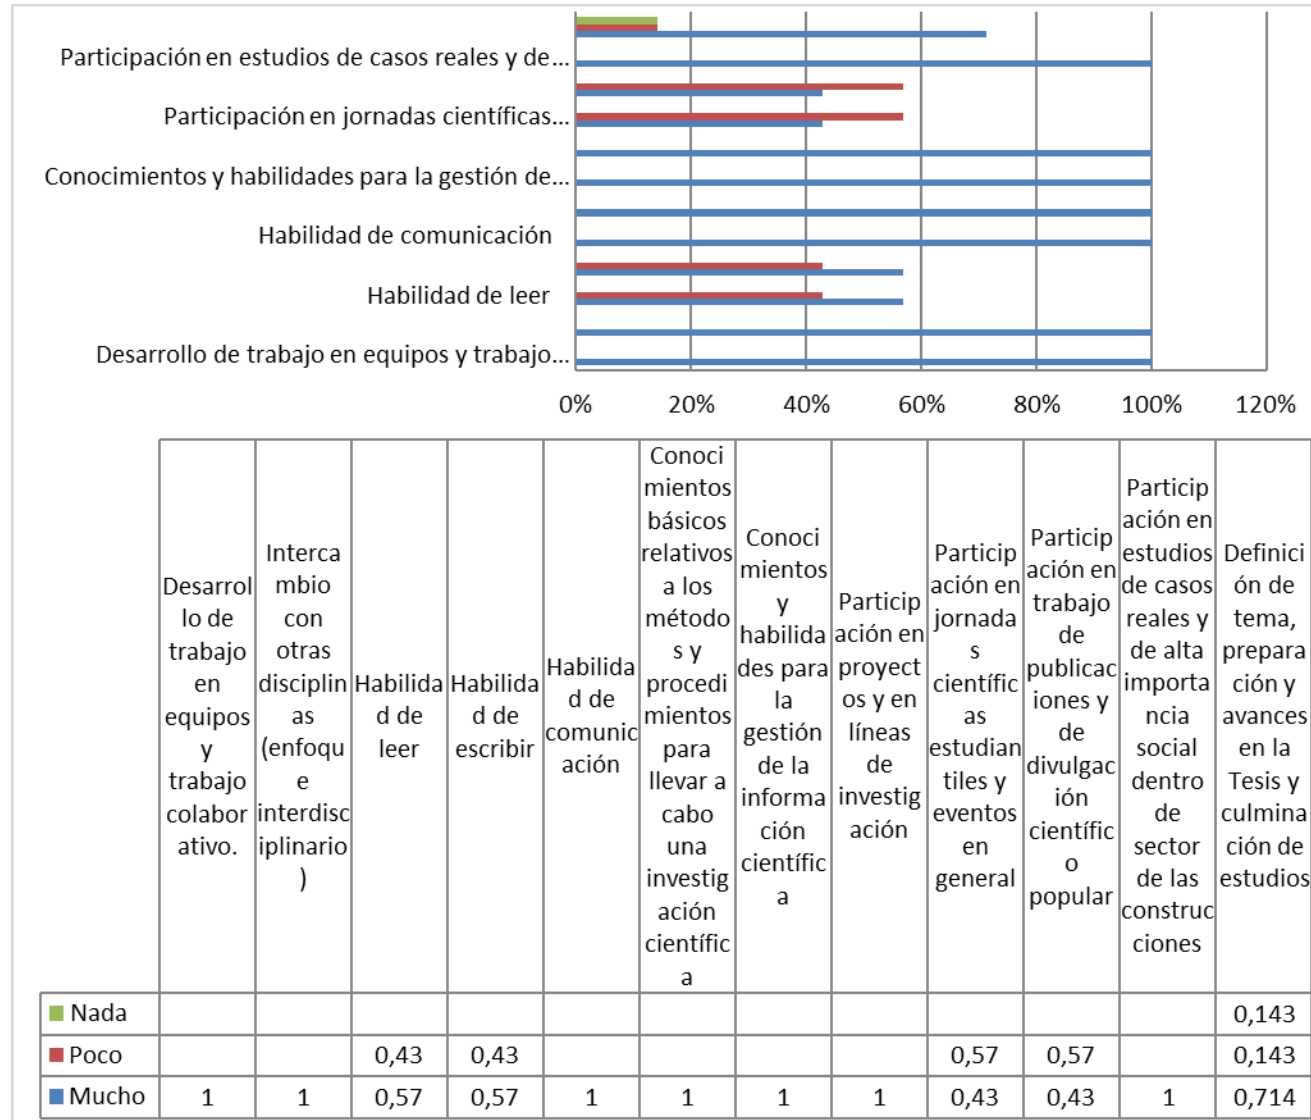 Participación en estudios de casos reales y de...
Participación en jornadas científicas...
Conocimientos y habilidades para la gestión de...
Habilidad de comunicación
Habilidad de leer
Desarrollo de trabajo en equipos y trabajo...
0% 20% 40% 60% 80% 100% 120%
Desarrol
lo de
trabajo
en
equipos
y
trabajo
colabor
ativo.
Interca
mbio
con
otras
disciplin
as
(enfoqu
e
interdisc
iplinario
)
Habilida
d de
leer
Habilida
d de
escribir
Habilida
d de
comunic
ación
Conoci
mientos
básicos
relativos
a los
método
s y
procedi
mientos
para
llevar a
cabo
una
investig
ación
científic
a
Conoci
mientos
y
habilida
des para
la
gestión
de la
informa
ción
científic
a
Particip
ación en
proyect
os y en
líneas
de
investig
ación
Particip
ación en
jornada
s
científic
as
estudian
tiles y
eventos
en
general
Particip
ación en
trabajo
de
publicac
iones y
de
divulgac
ión
científic
o
popular
Particip
ación en
estudios
de casos
reales y
de alta
importa
ncia
social
dentro
de
sector
de las
construc
ciones
Definici
ón de
tema,
prepara
ción y
avances
en la
Tesis y
culmina
ción de
estudios
Nada 0,143
Poco 0,43 0,43 0,57 0,57 0,143
Mucho 1 1 0,57 0,57 1 1 1 1 0,43 0,43 1 0,714